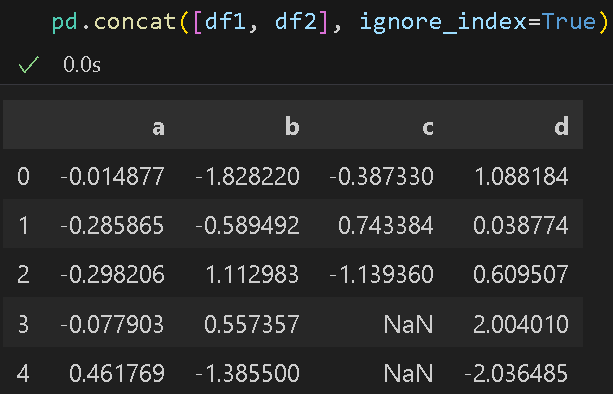 pd.concat([df1, df2], ignore_index=True)
0.0s
a b c d
0 -0.014877 -1.828220 -0.387330 1.088184
1 -0.285865 -0.589492 0.743384 0.038774
2 -0.298206 1.112983 -1.139360 0.609507
3 -0.077903 0.557357 NaN 2.004010
4 0.461769 -1.385500 NaN -2.036485